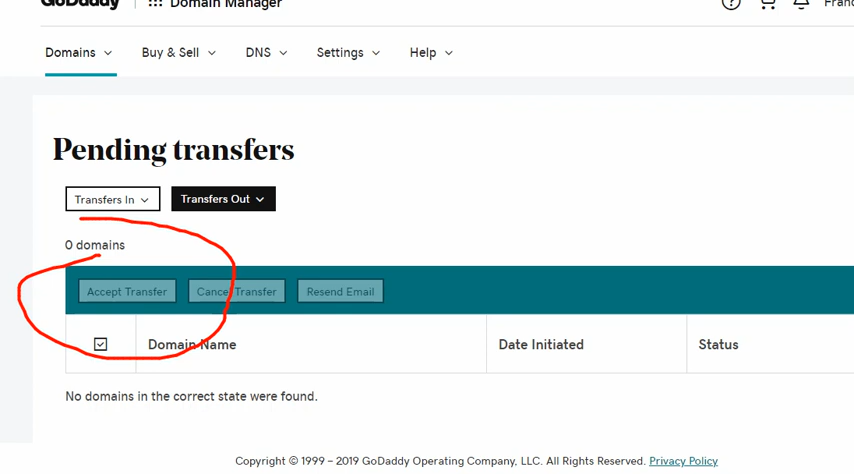 GoDaddy Domain Manager
Domains Buy & Sell DNS Settings Help
Pending transfers
Transfers In Transfers Out
0 domains
Accept Transfer Cancel Transfer Resend Email
Domain Name Date Initiated Status
No domains in the correct state were found.
Copyright © 1999 – 2019 GoDaddy Operating Company, LLC. All Rights Reserved. Privacy Policy